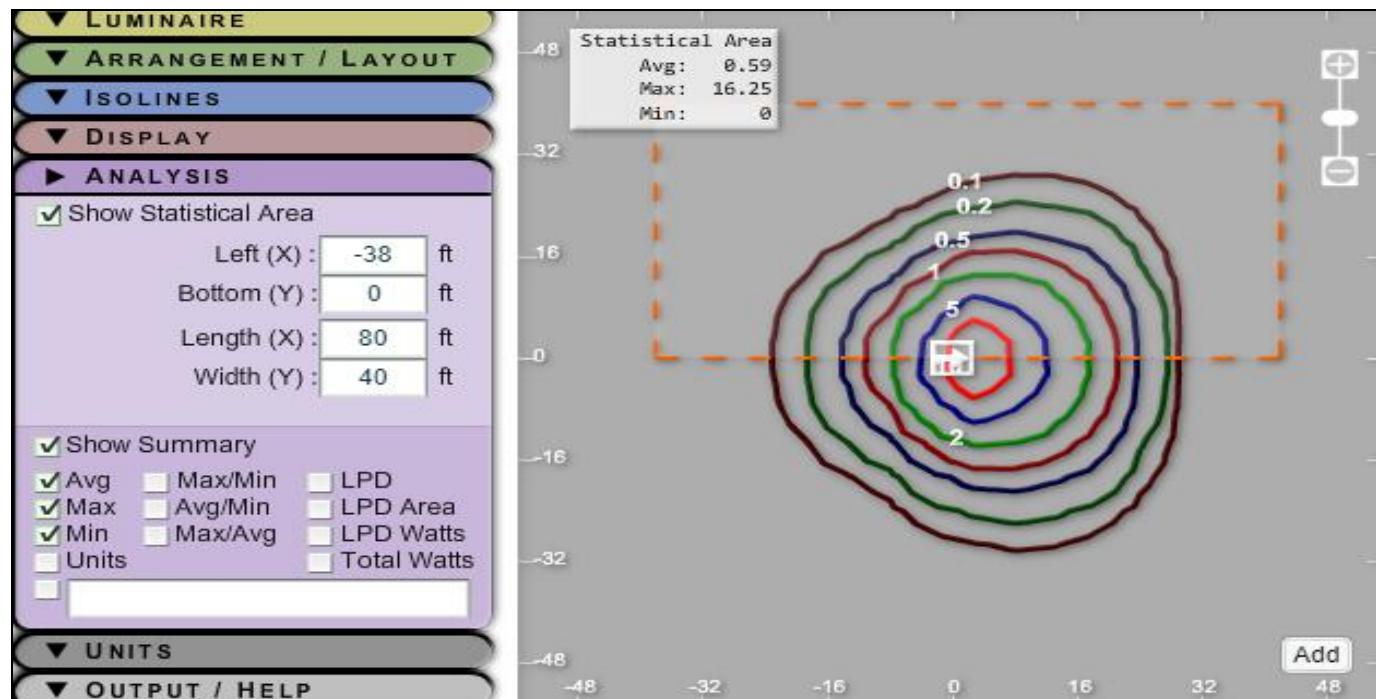 ▼ LUMINAIRE
▼ ARRANGEMENT / LAYOUT
▼ ISOLINES
▼ DISPLAY
► ANALYSIS
Show Statistical Area
Left (X) : -38 ft
Bottom (Y) : 0 ft
Length (X) : 80 ft
Width (Y) : 40 ft
Show Summary
Avg Max/Min LPD
Max Avg/Min LPD Area
Min Max/Avg LPD Watts
Units Total Watts
▼ UNITS
▼ OUTPUT / HELP
Statistical Area
Avg: 0.59
Max: 16.25
Min: 0
48
32
16
0
-16
-32
-48
0.1
0.2
0.5
1
5
2
Add
-48 -32 -16 0 16 32 48